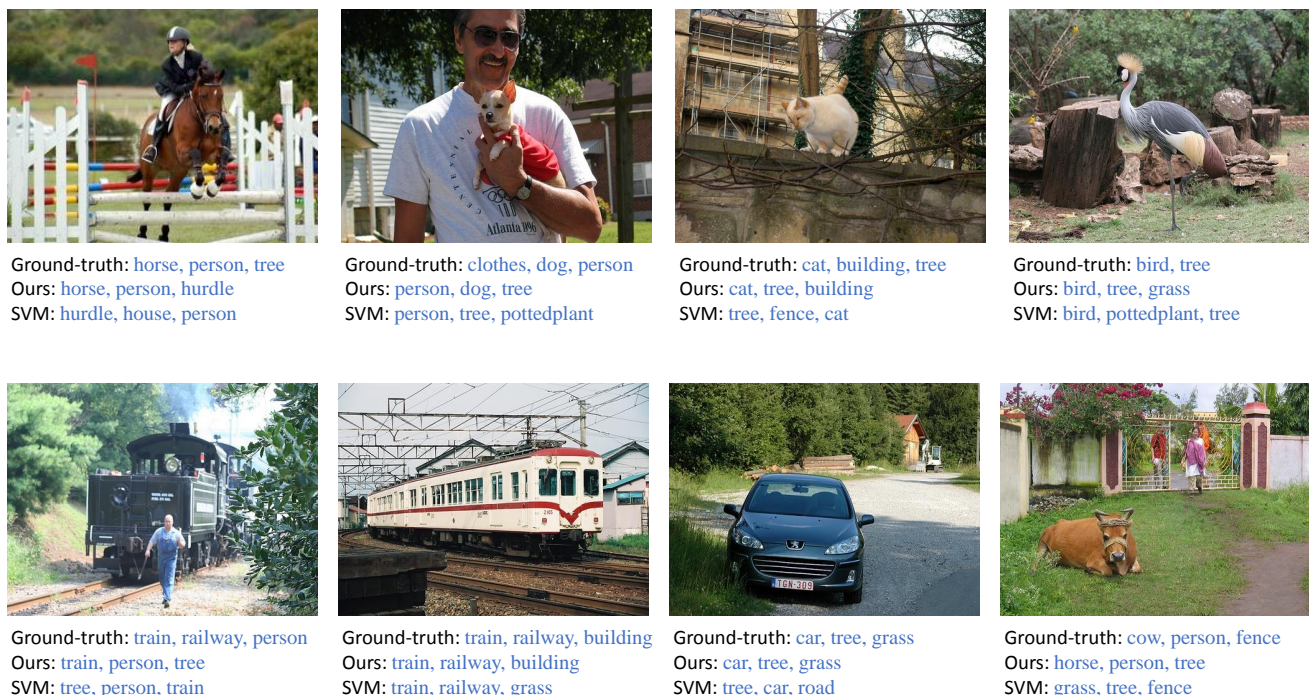 CENTENNIAL
Atlanta 1996
Ground-truth: horse, person, tree
Ours: horse, person, hurdle
SVM: hurdle, house, person
Ground-truth: clothes, dog, person
Ours: person, dog, tree
SVM: person, tree, pottedplant
Ground-truth: cat, building, tree
Ours: cat, tree, building
SVM: tree, fence, cat
Ground-truth: bird, tree
Ours: bird, tree, grass
SVM: bird, pottedplant, tree
TGN-309
Ground-truth: train, railway, person
Ours: train, person, tree
SVM: tree, person, train
Ground-truth: train, railway, building
Ours: train, railway, building
SVM: train, railway, grass
Ground-truth: car, tree, grass
Ours: car, tree, grass
SVM: tree, car, road
Ground-truth: cow, person, fence
Ours: horse, person, tree
SVM: grass, tree, fence